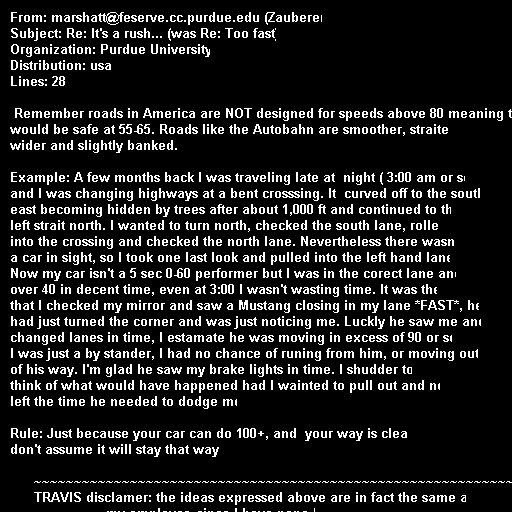 From: marshatt@feserve.cc.purdue.edu (Zauberer
Subject: Re: It's a rush... (was Re: Too fast)
Organization: Purdue University
Distribution: usa
Lines: 28
Remember roads in America are NOT designed for speeds above 80 meaning t
would be safe at 55-65. Roads like the Autobahn are smoother, straite
wider and slightly banked.
Example: A few months back I was traveling late at  night ( 3:00 am or so
and I was changing highways at a bent crosssing. It  curved off to the south
east becoming hidden by trees after about 1,000 ft and continued to th
left strait north. I wanted to turn north, checked the south lane, rolle
into the crossing and checked the north lane. Nevertheless there wasn
a car in sight, so I took one last look and pulled into the left hand lane
Now my car isn't a 5 sec 0-60 performer but I was in the corect lane and
over 40 in decent time, even at 3:00 I wasn't wasting time. It was the
that I checked my mirror and saw a Mustang closing in my lane *FAST*, he
had just turned the corner and was just noticing me. Luckly he saw me and
changed lanes in time, I estamate he was moving in excess of 90 or so
I was just a by stander, I had no chance of runing from him, or moving out
of his way. I'm glad he saw my brake lights in time. I shudder to
think of what would have happened had I wainted to pull out and no
left the time he needed to dodge me
Rule: Just because your car can do 100+, and  your way is clea
don't assume it will stay that way
~~~~~~~~~~~~~~~~~~~~~~~~~~~~~~~~~~~~~~~~~~~~~~~~~~~~~~~~~~~~
TRAVIS disclamer: the ideas expressed above are in fact the same a
my employes since I have none !